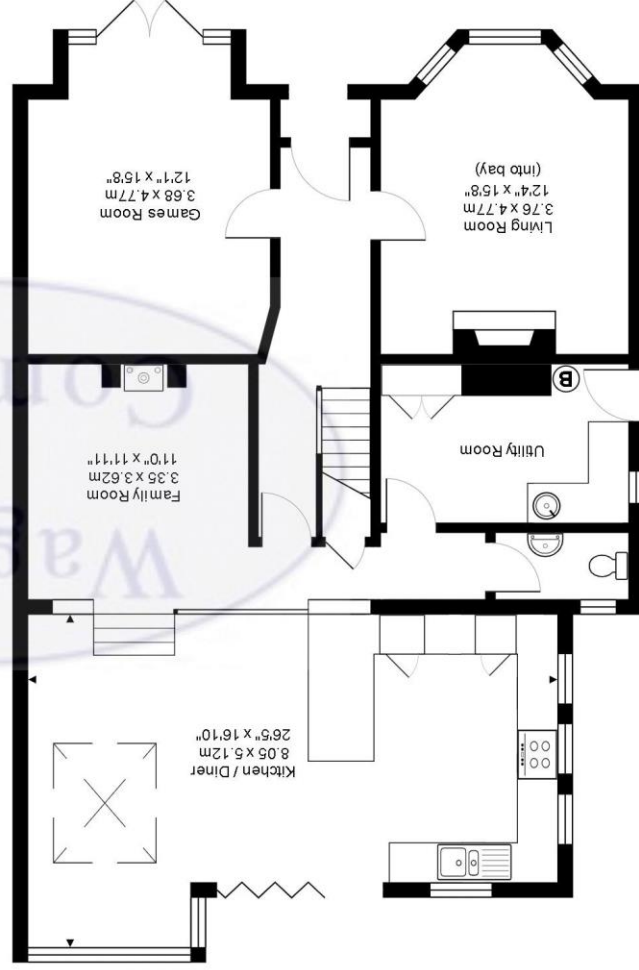 Kitchen / Diner
8.05 x 5.12m
26'5" x 16'10"
Wag
Utility Room
B
Family Room
3.35 x 3.62m
11'0" x 11'11"
Com
Living Room
3.76 x 4.77m
12'4" x 15'8"
(into bay)
Games Room
3.68 x 4.77m
12'1" x 15'8"